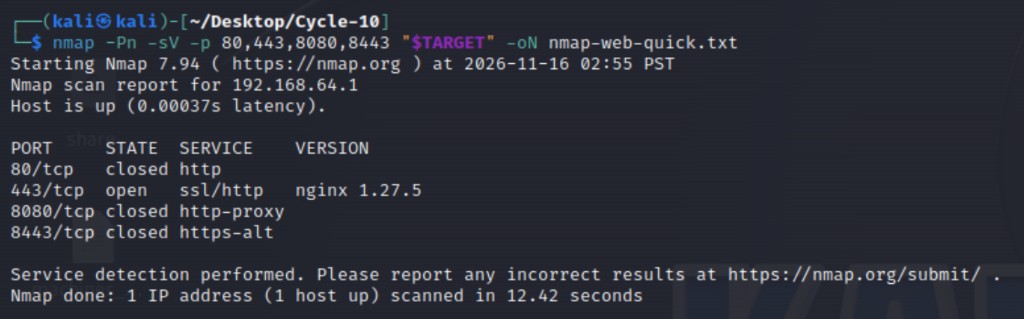 ┌──(kali㉿kali)-[~/Desktop/Cycle-10]
└─$ nmap -Pn -sV -p 80,443,8080,8443 "$TARGET" -oN nmap-web-quick.txt
Starting Nmap 7.94 ( https://nmap.org ) at 2026-11-16 02:55 PST
Nmap scan report for 192.168.64.1
Host is up (0.00037s latency).

PORT     STATE  SERVICE    VERSION
80/tcp   closed http
443/tcp  open   ssl/http   nginx 1.27.5
8080/tcp closed http-proxy
8443/tcp closed https-alt

Service detection performed. Please report any incorrect results at https://nmap.org/submit/ .
Nmap done: 1 IP address (1 host up) scanned in 12.42 seconds